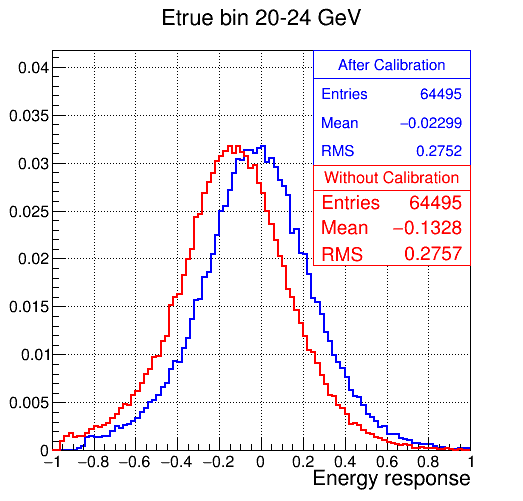 Etrue bin 20-24 GeV
After Calibration
Entries 64495
Mean −0.02299
RMS 0.2752
Without Calibration
Entries 64495
Mean −0.1328
RMS 0.2757
0.04
0.035
0.03
0.025
0.02
0.015
0.01
0.005
0
−1 −0.8 −0.6 −0.4 −0.2 0 0.2 0.4 0.6 0.8 1
Energy response